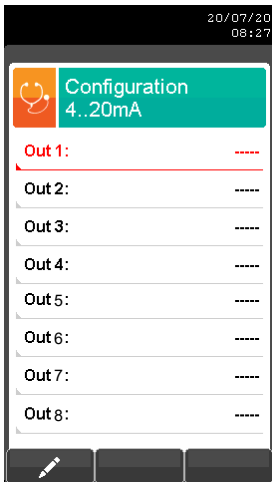 20/07/20
08:27
Configuration
4..20mA
Out 1: -----
Out 2: -----
Out 3: -----
Out 4: -----
Out 5: -----
Out 6: -----
Out 7: -----
Out 8: -----